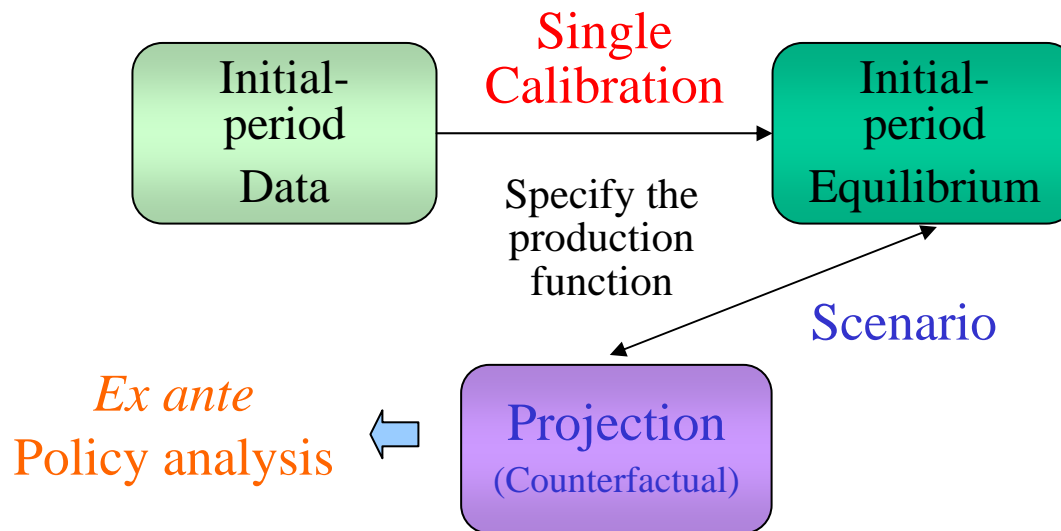 Single
Calibration
Initial-
period
Data
Initial-
period
Equilibrium
Specify the
production
function
Scenario
Ex ante
Policy analysis
Projection
(Counterfactual)